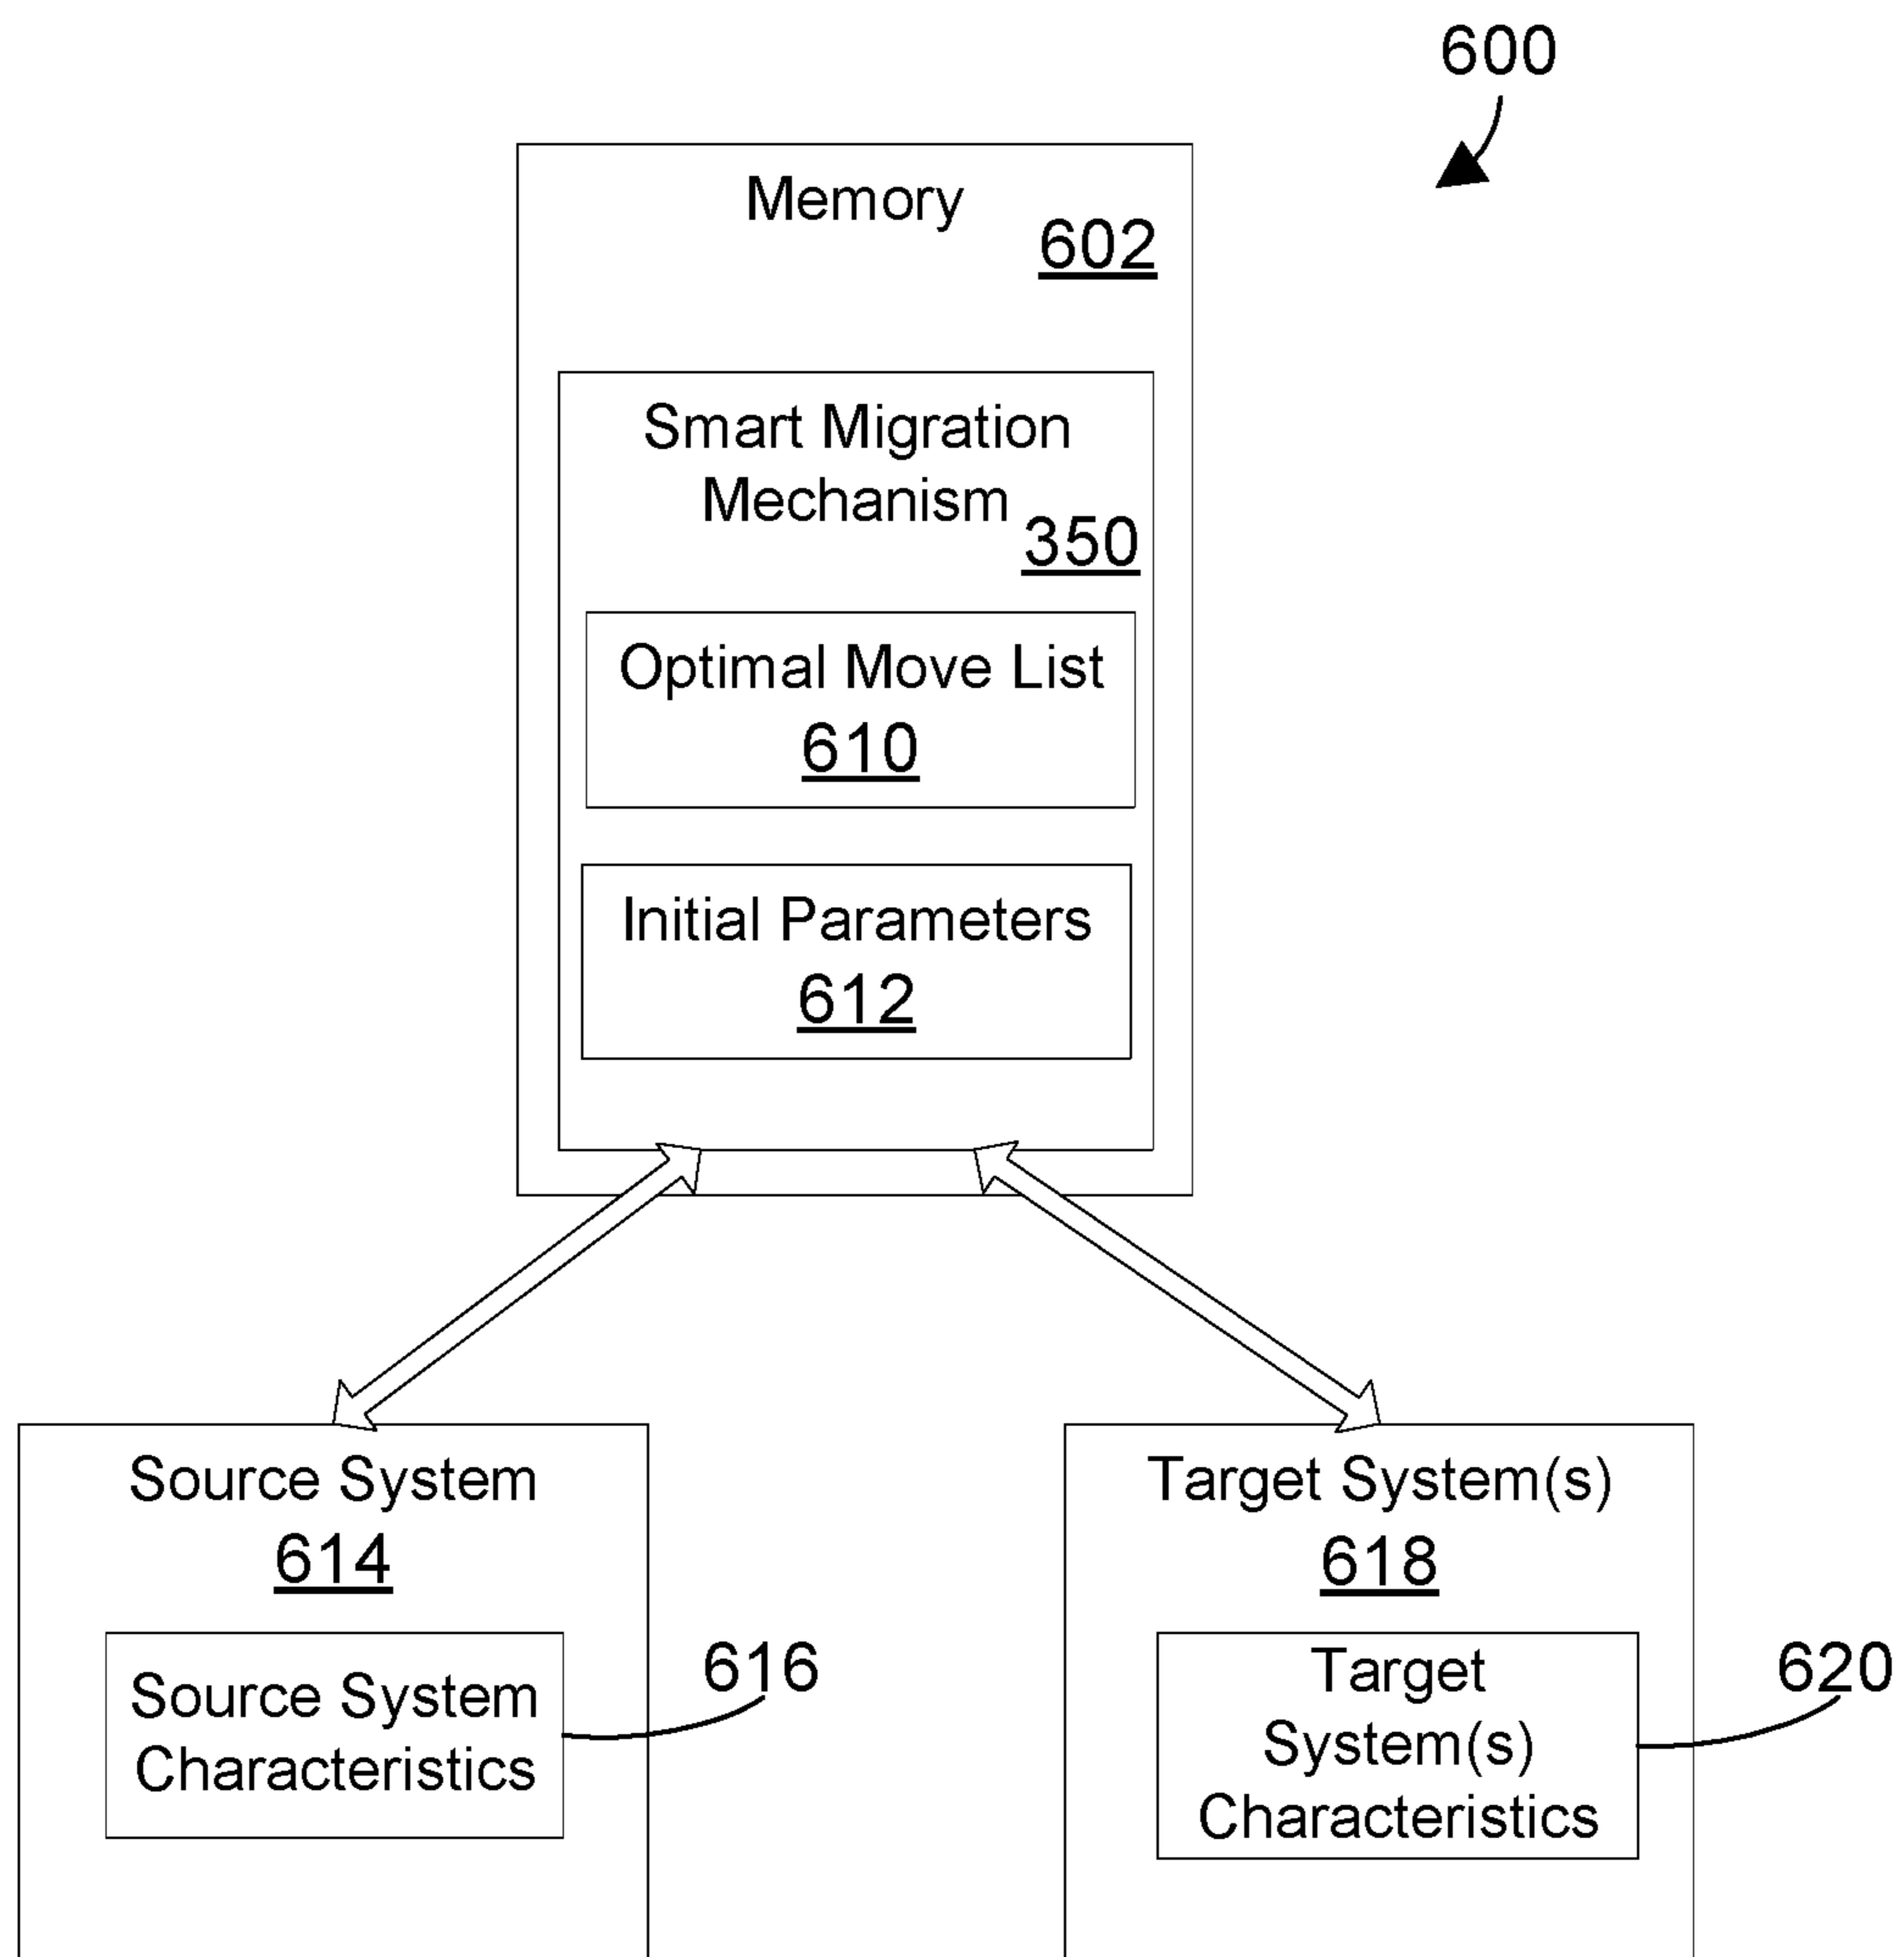 600
Memory
602
Smart Migration
Mechanism
350
Optimal Move List
610
Initial Parameters
612
Source System
614
Source System
Characteristics
616
Target System(s)
618
Target
System(s)
Characteristics
620